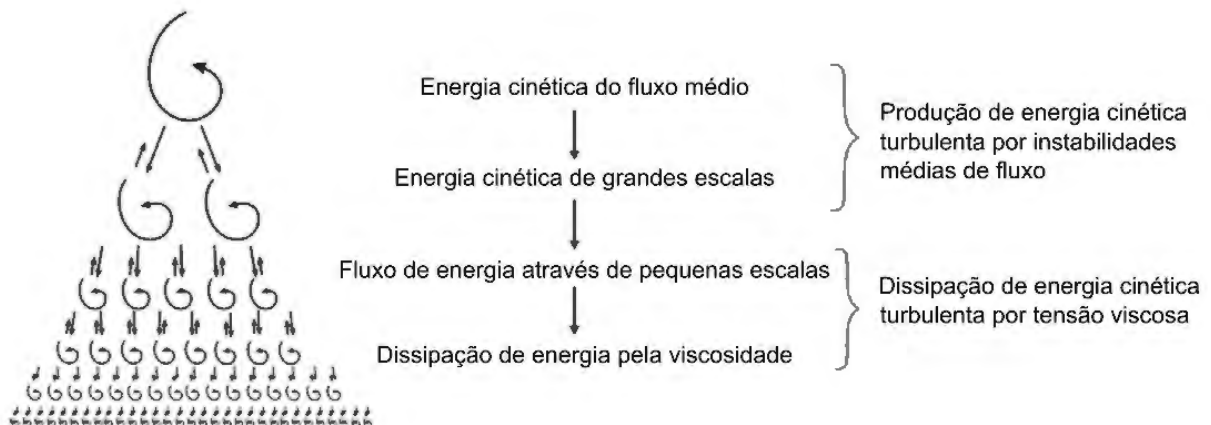 Energia cinética do fluxo médio
Energia cinética de grandes escalas
Produção de energia cinética
turbulenta por instabilidades
médias de fluxo
Fluxo de energia através de pequenas escalas
Dissipação de energia pela viscosidade
Dissipação de energia cinética
turbulenta por tensão viscosa